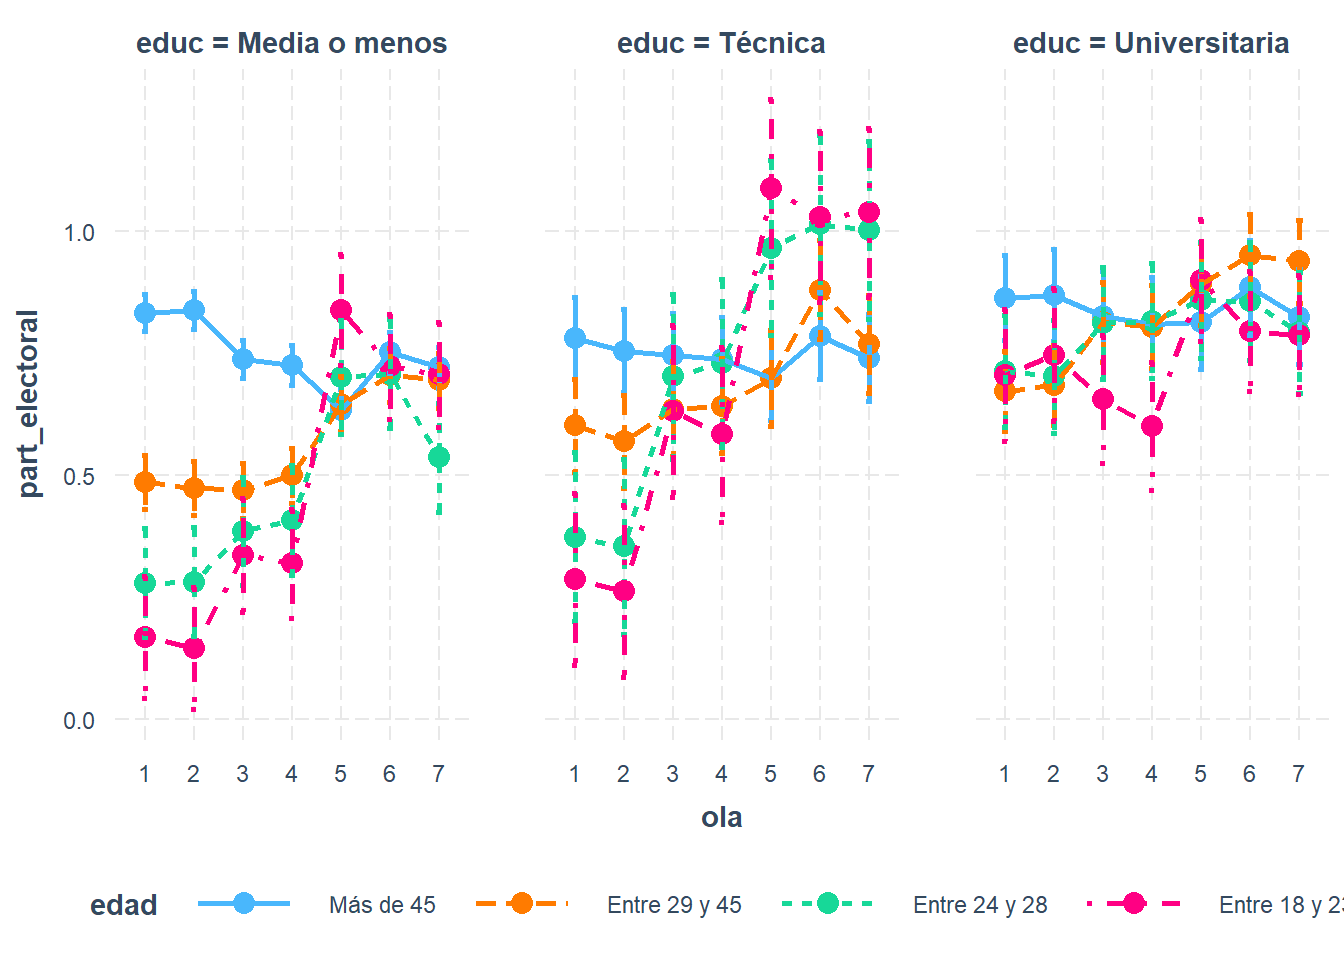 educ = Media o menos educ = Técnica educ = Universitaria
part_electoral
1.0
0.5
0.0
1 2 3 4 5 6 7 1 2 3 4 5 6 7 1 2 3 4 5 6 7
ola
edad Más de 45 Entre 29 y 45 Entre 24 y 28 Entre 18 y 23